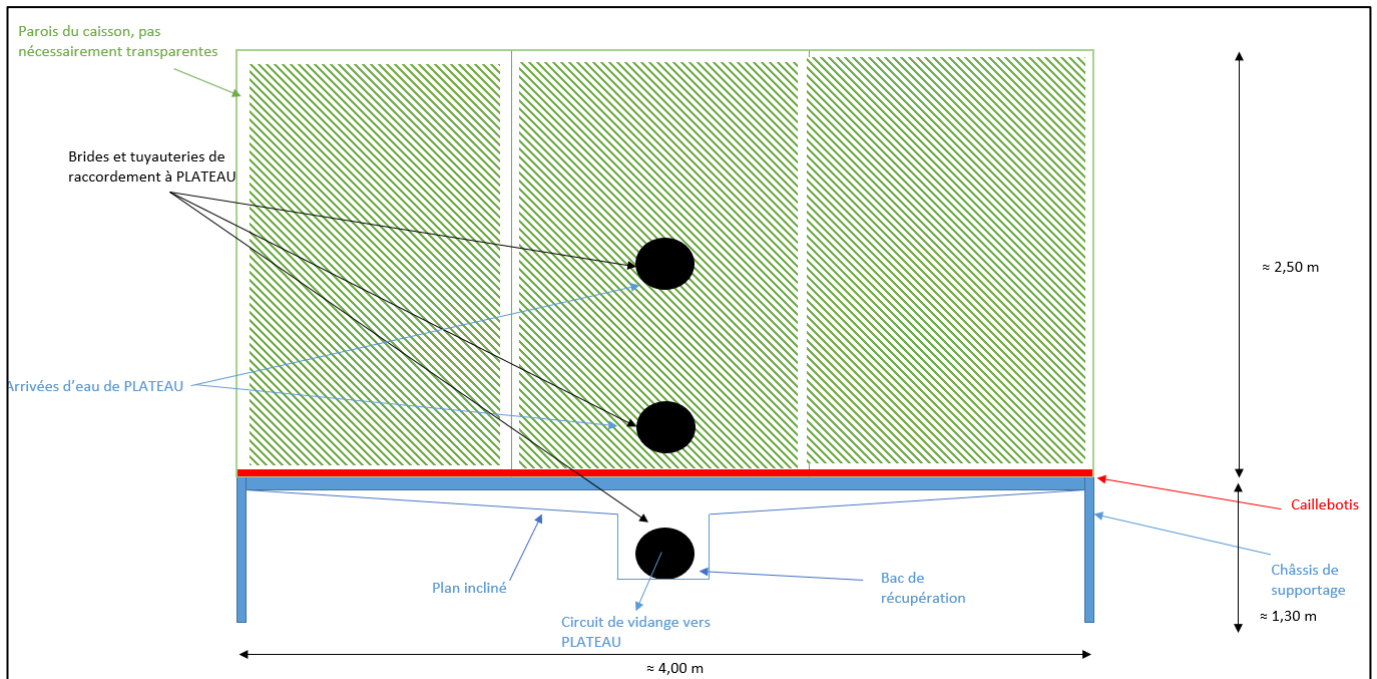 Parois du caisson, pas
nécessairement transparentes
Brides et tuyauteries de
raccordement à PLATEAU
≈ 2,50 m
Arrivées d'eau de PLATEAU
Caillebotis
Plan incliné
Bac de
récupération
Châssis de
supportage
≈ 1,30 m
Circuit de vidange vers
PLATEAU
≈ 4,00 m